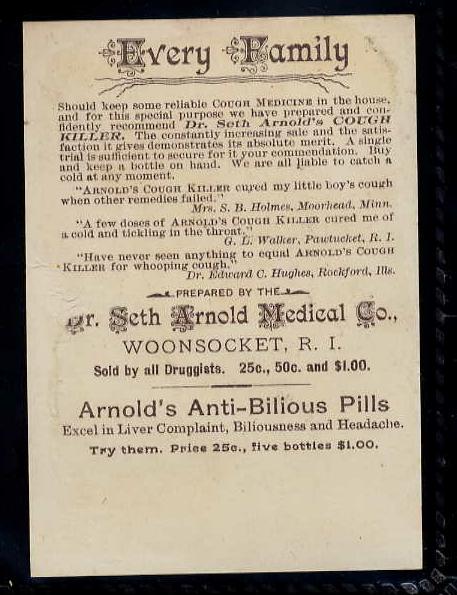 Every Family
Should keep some reliable COUGH MEDICINE in the house,
and for this special purpose we have prepared and con-
fidently recommend Dr. Seth Arnold's COUGH
KILLER. The constantly increasing sale and the satis-
faction it gives demonstrates its absolute merit. A single
trial is sufficient to secure for it your commendation. Buy
and keep a bottle on hand. We are all liable to catch a
cold at any moment.
"ARNOLD'S COUGH KILLER cured my little boy's cough
when other remedies failed."
Mrs. S. B. Holmes, Moorhead, Minn.
"A few doses of ARNOLD'S COUGH KILLER cured me of
a cold and tickling in the throat."
G. L. Walker, Pawtucket, R. I.
"Have never seen anything to equal ARNOLD'S COUGH
KILLER for whooping cough."
Dr. Edward C. Hughes, Rockford, Ills.
PREPARED BY THE
Dr. Seth Arnold Medical Co.,
WOONSOCKET, R. I.
Sold by all Druggists. 25c., 50c. and $1.00.
Arnold's Anti-Bilious Pills
Excel in Liver Complaint, Biliousness and Headache.
Try them. Price 25c., five bottles $1.00.